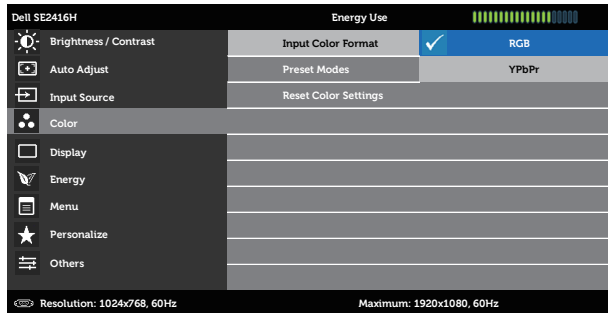 Dell SE2416H Energy Use
Brightness / Contrast Input Color Format RGB
Auto Adjust Preset Modes YPbPr
Input Source Reset Color Settings
Color
Display
Energy
Menu
Personalize
Others
Resolution: 1024x768, 60Hz Maximum: 1920x1080, 60Hz